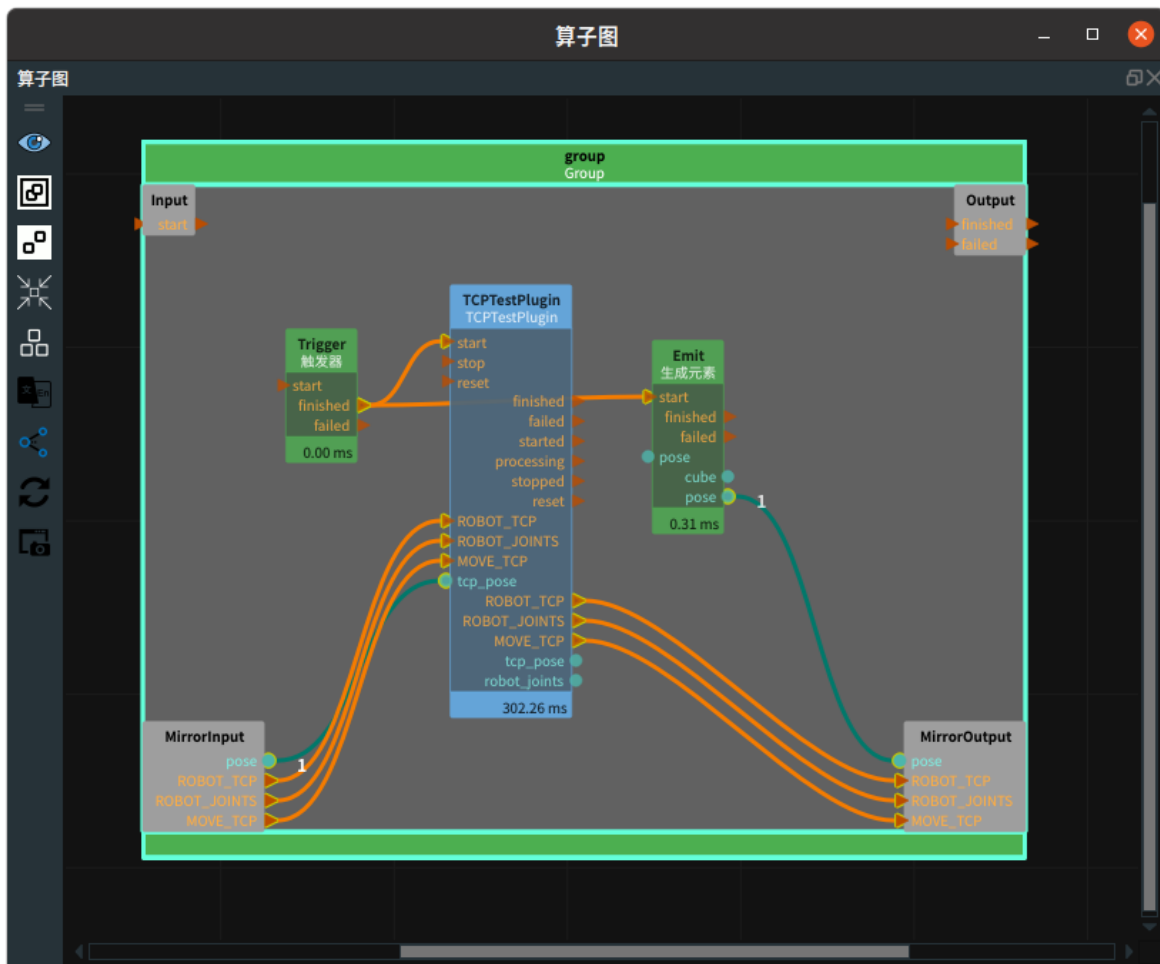 算子图
算子图
group
Group
Input
start
Output
finished
failed
Trigger
触发器
start
finished
failed
0.00 ms
TCPTestPlugin
TCPTestPlugin
start
stop
reset
finished
failed
started
processing
stopped
reset
ROBOT_TCP
ROBOT_JOINTS
MOVE_TCP
tcp_pose
ROBOT_TCP
ROBOT_JOINTS
MOVE_TCP
tcp_pose
robot_joints
302.26 ms
Emit
生成元素
start
finished
failed
pose
cube
pose
1
0.31 ms
MirrorInput
pose
1
ROBOT_TCP
ROBOT_JOINTS
MOVE_TCP
MirrorOutput
pose
ROBOT_TCP
ROBOT_JOINTS
MOVE_TCP
文
En